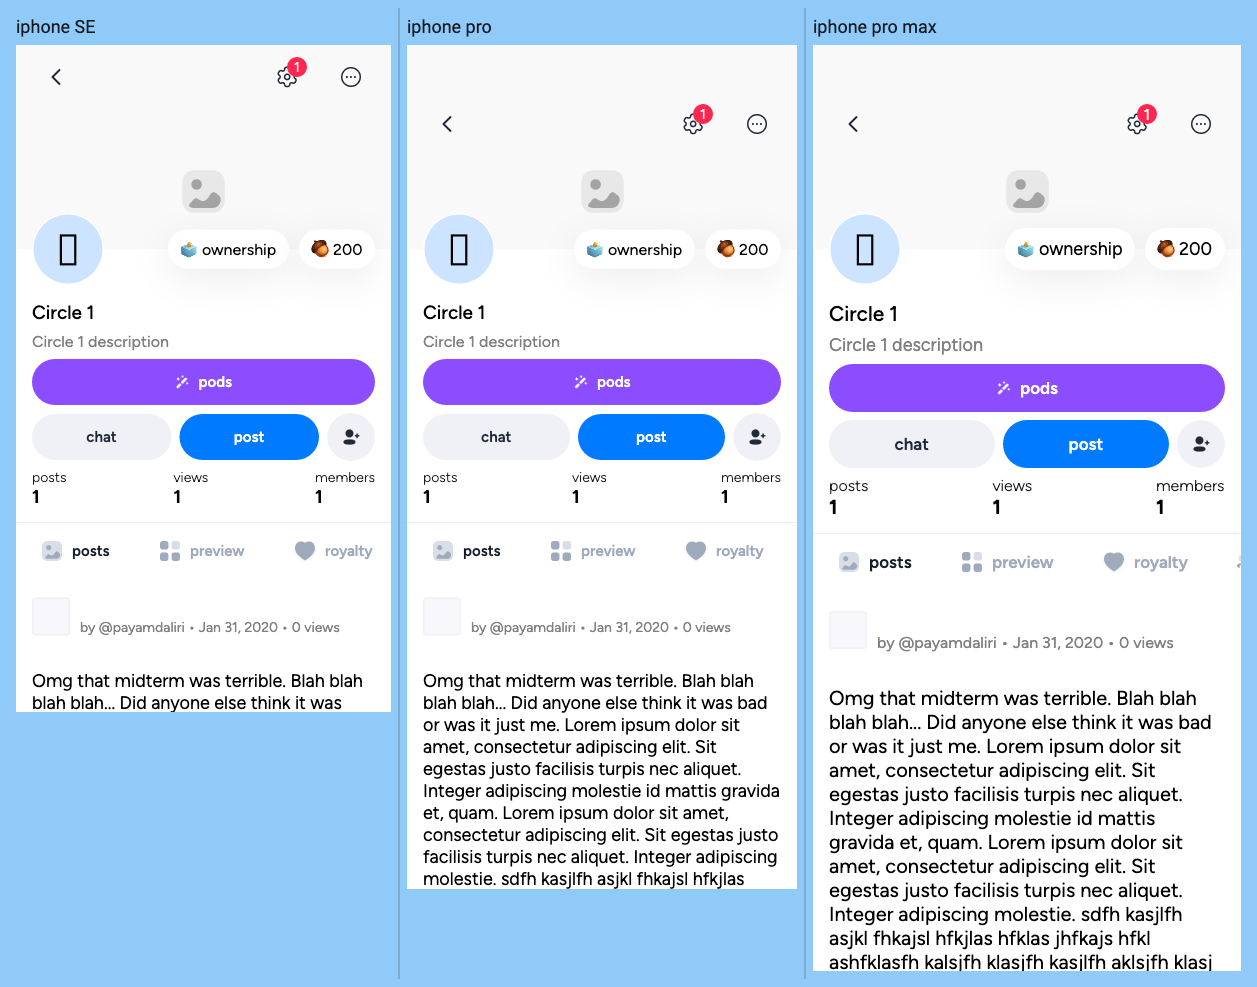 iphone SE
1
ownership
200
Circle 1
Circle 1 description
pods
chat
post
posts
views
members
1
1
1
posts
preview
royalty
by @payamdaliri • Jan 31, 2020 • 0 views
Omg that midterm was terrible. Blah blah
blah blah... Did anyone else think it was
iphone pro
1
ownership
200
Circle 1
Circle 1 description
pods
chat
post
posts
views
members
1
1
1
posts
preview
royalty
by @payamdaliri • Jan 31, 2020 • 0 views
Omg that midterm was terrible. Blah blah
blah blah... Did anyone else think it was bad
or was it just me. Lorem ipsum dolor sit
amet, consectetur adipiscing elit. Sit
egestas justo facilisis turpis nec aliquet.
Integer adipiscing molestie id mattis gravida
et, quam. Lorem ipsum dolor sit amet,
consectetur adipiscing elit. Sit egestas justo
facilisis turpis nec aliquet. Integer adipiscing
molestie. sdfh kasjlfh asjkl fhkajsl hfkjlas
iphone pro max
1
ownership
200
Circle 1
Circle 1 description
pods
chat
post
posts
views
members
1
1
1
posts
preview
royalty
by @payamdaliri • Jan 31, 2020 • 0 views
Omg that midterm was terrible. Blah blah
blah blah... Did anyone else think it was bad
or was it just me. Lorem ipsum dolor sit
amet, consectetur adipiscing elit. Sit
egestas justo facilisis turpis nec aliquet.
Integer adipiscing molestie id mattis
gravida et, quam. Lorem ipsum dolor sit
amet, consectetur adipiscing elit. Sit
egestas justo facilisis turpis nec aliquet.
Integer adipiscing molestie. sdfh kasjlfh
asjkl fhkajsl hfkjlas hfklas jhfkajs hfkl
ashfklasfh kalsjfh klasjfh kasjlfh aklsjfh klasj